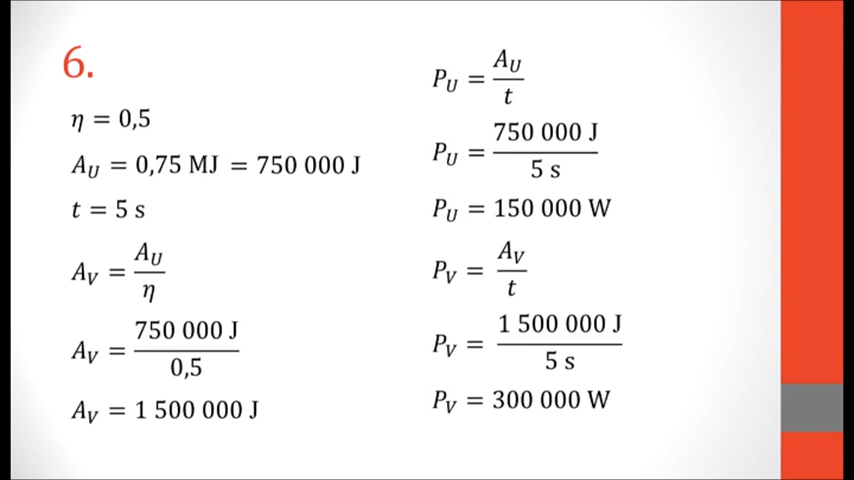 6.
η = 0,5
A_U = 0,75 MJ = 750 000 J
t = 5 s
A_V = A_U / η
A_V = 750 000 J / 0,5
A_V = 1 500 000 J
P_U = A_U / t
P_U = 750 000 J / 5 s
P_U = 150 000 W
P_V = A_V / t
P_V = 1 500 000 J / 5 s
P_V = 300 000 W